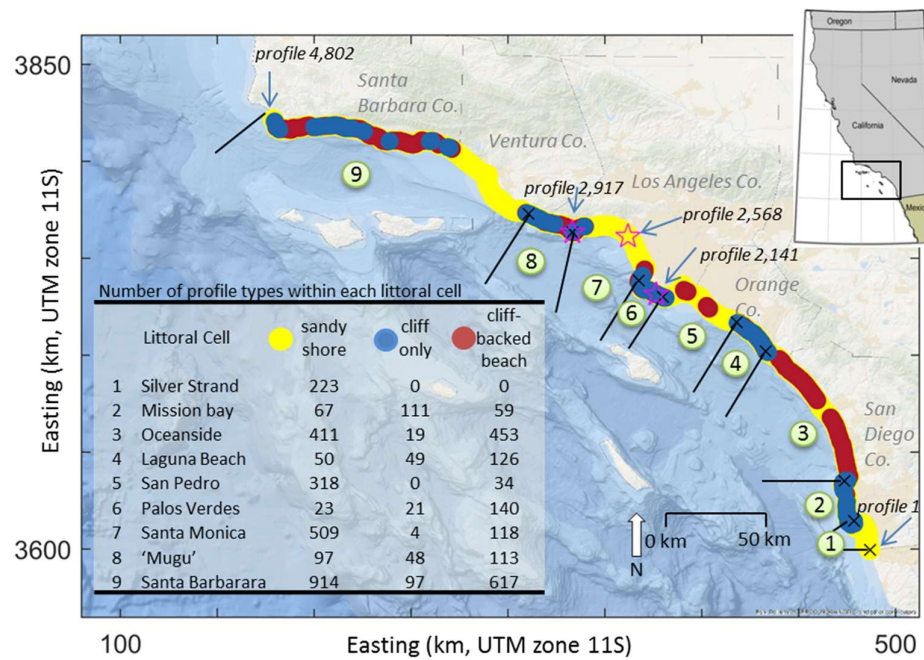 Oregon
Nevada
California
3850
profile 4,802
Santa
Barbara Co.
Ventura Co.
profile 2,917
Los Angeles Co.
profile 2,568
profile 2,141
Orange
Co.
San
Diego
Co.
profile 1
9
8
7
6
5
4
3
2
1
Easting (km, UTM zone 11S)
Number of profile types within each littoral cell
Littoral Cell sandy shore cliff only cliff-backed beach
1 Silver Strand 223 0 0
2 Mission bay 67 111 59
3 Oceanside 411 19 453
4 Laguna Beach 50 49 126
5 San Pedro 318 0 34
6 Palos Verdes 23 21 140
7 Santa Monica 509 4 118
8 ‘Mugu’ 97 48 113
9 Santa Barbarara 914 97 617
0 km 50 km
N
3600
100 Easting (km, UTM zone 11S) 500